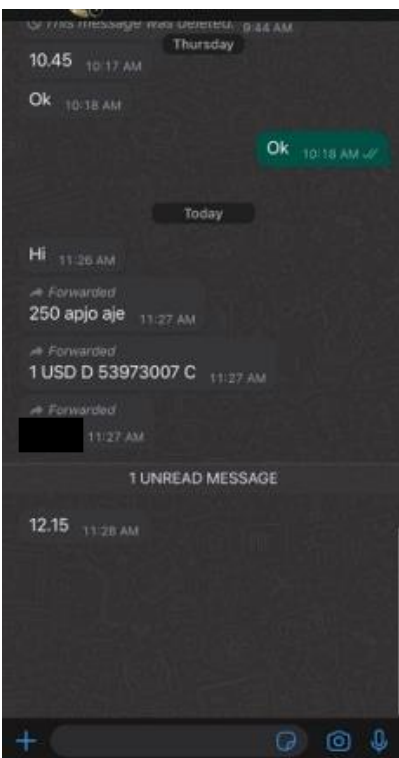 This message was deleted. 9:44 AM
Thursday
10.45 10:17 AM
Ok 10:18 AM
Ok 10:18 AM
Today
Hi 11:26 AM
Forwarded
250 apjo aje 11:27 AM
Forwarded
1 USD D 53973007 C 11:27 AM
Forwarded
11:27 AM
1 UNREAD MESSAGE
12.15 11:28 AM